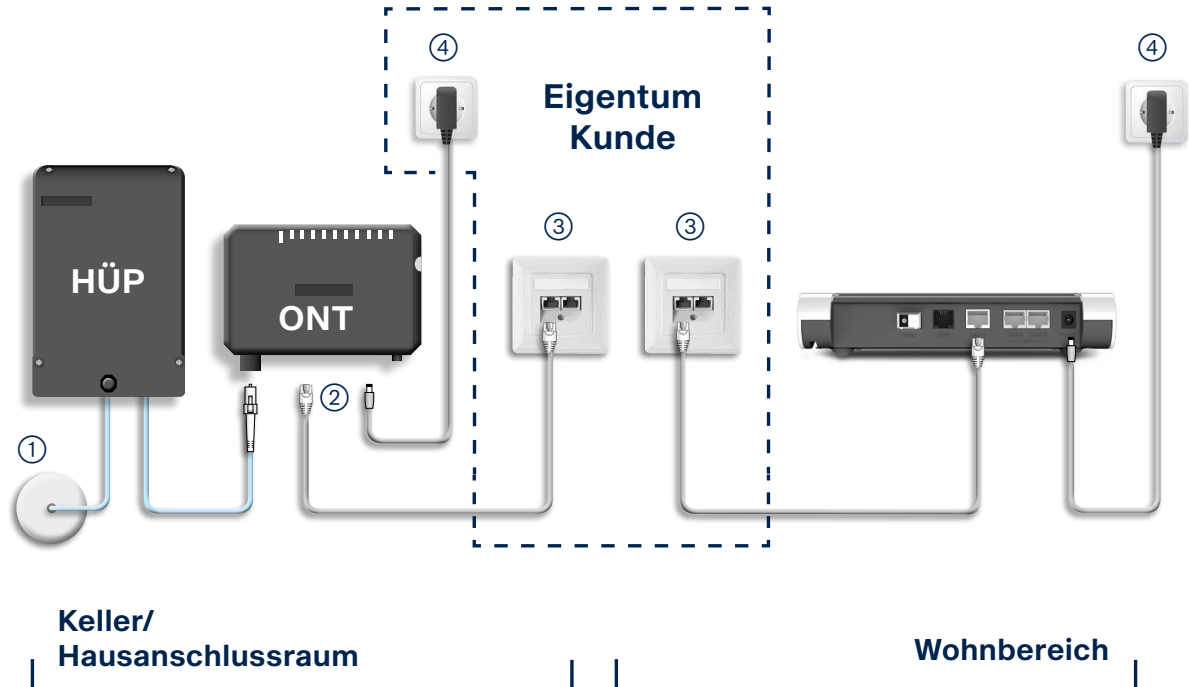 ④
④
Eigentum
Kunde
③
③
HÜP
ONT
②
①
Keller/
Hausanschlussraum
Wohnbereich